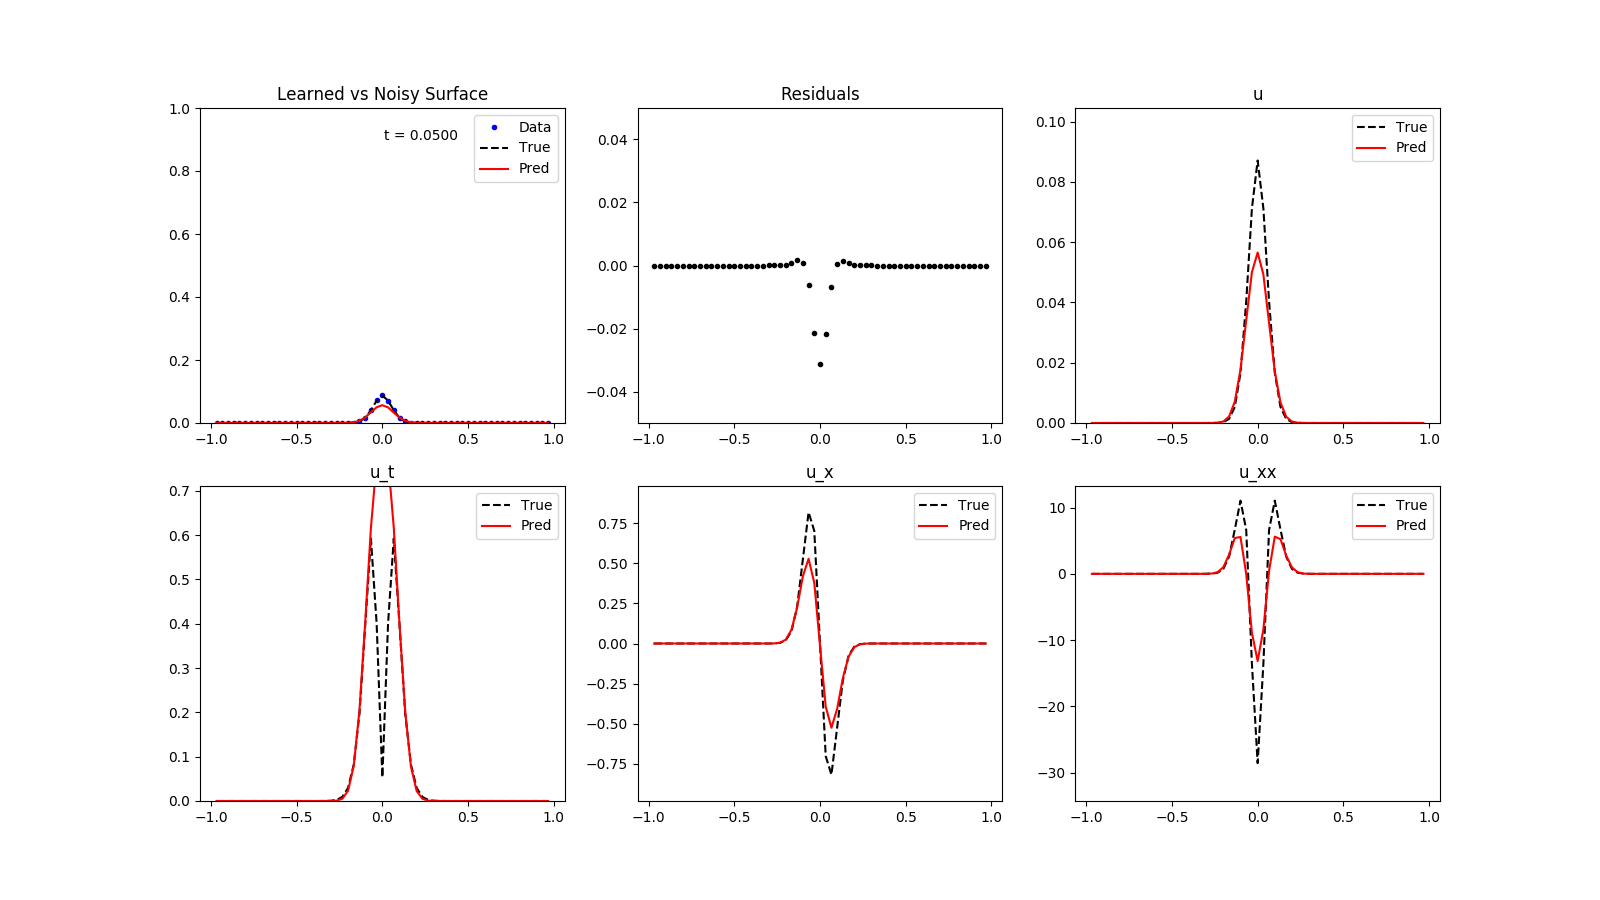 Learned vs Noisy Surface
1.0
0.8
0.6
0.4
0.2
0.0
−1.0 −0.5 0.0 0.5 1.0
t = 0.0500
Data
True
Pred
Residuals
0.04
0.02
0.00
−0.02
−0.04
−1.0 −0.5 0.0 0.5 1.0
u
0.10
0.08
0.06
0.04
0.02
0.00
−1.0 −0.5 0.0 0.5 1.0
True
Pred
u_t
0.7
0.6
0.5
0.4
0.3
0.2
0.1
0.0
−1.0 −0.5 0.0 0.5 1.0
True
Pred
u_x
0.75
0.50
0.25
0.00
−0.25
−0.50
−0.75
−1.0 −0.5 0.0 0.5 1.0
True
Pred
u_xx
10
0
−10
−20
−30
−1.0 −0.5 0.0 0.5 1.0
True
Pred